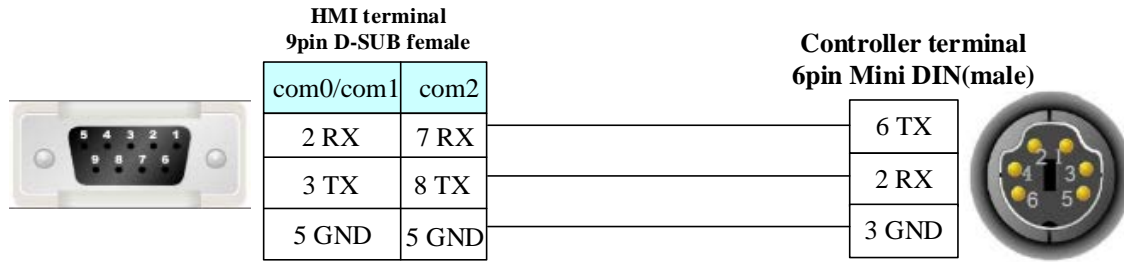 HMI terminal
9pin D-SUB female
Controller terminal
6pin Mini DIN(male)
com0/com1 com2
2 RX 7 RX 6 TX
3 TX 8 TX 2 RX
5 GND 5 GND 3 GND
5 4 3 2 1
9 8 7 6
2 1
4 3
6 5